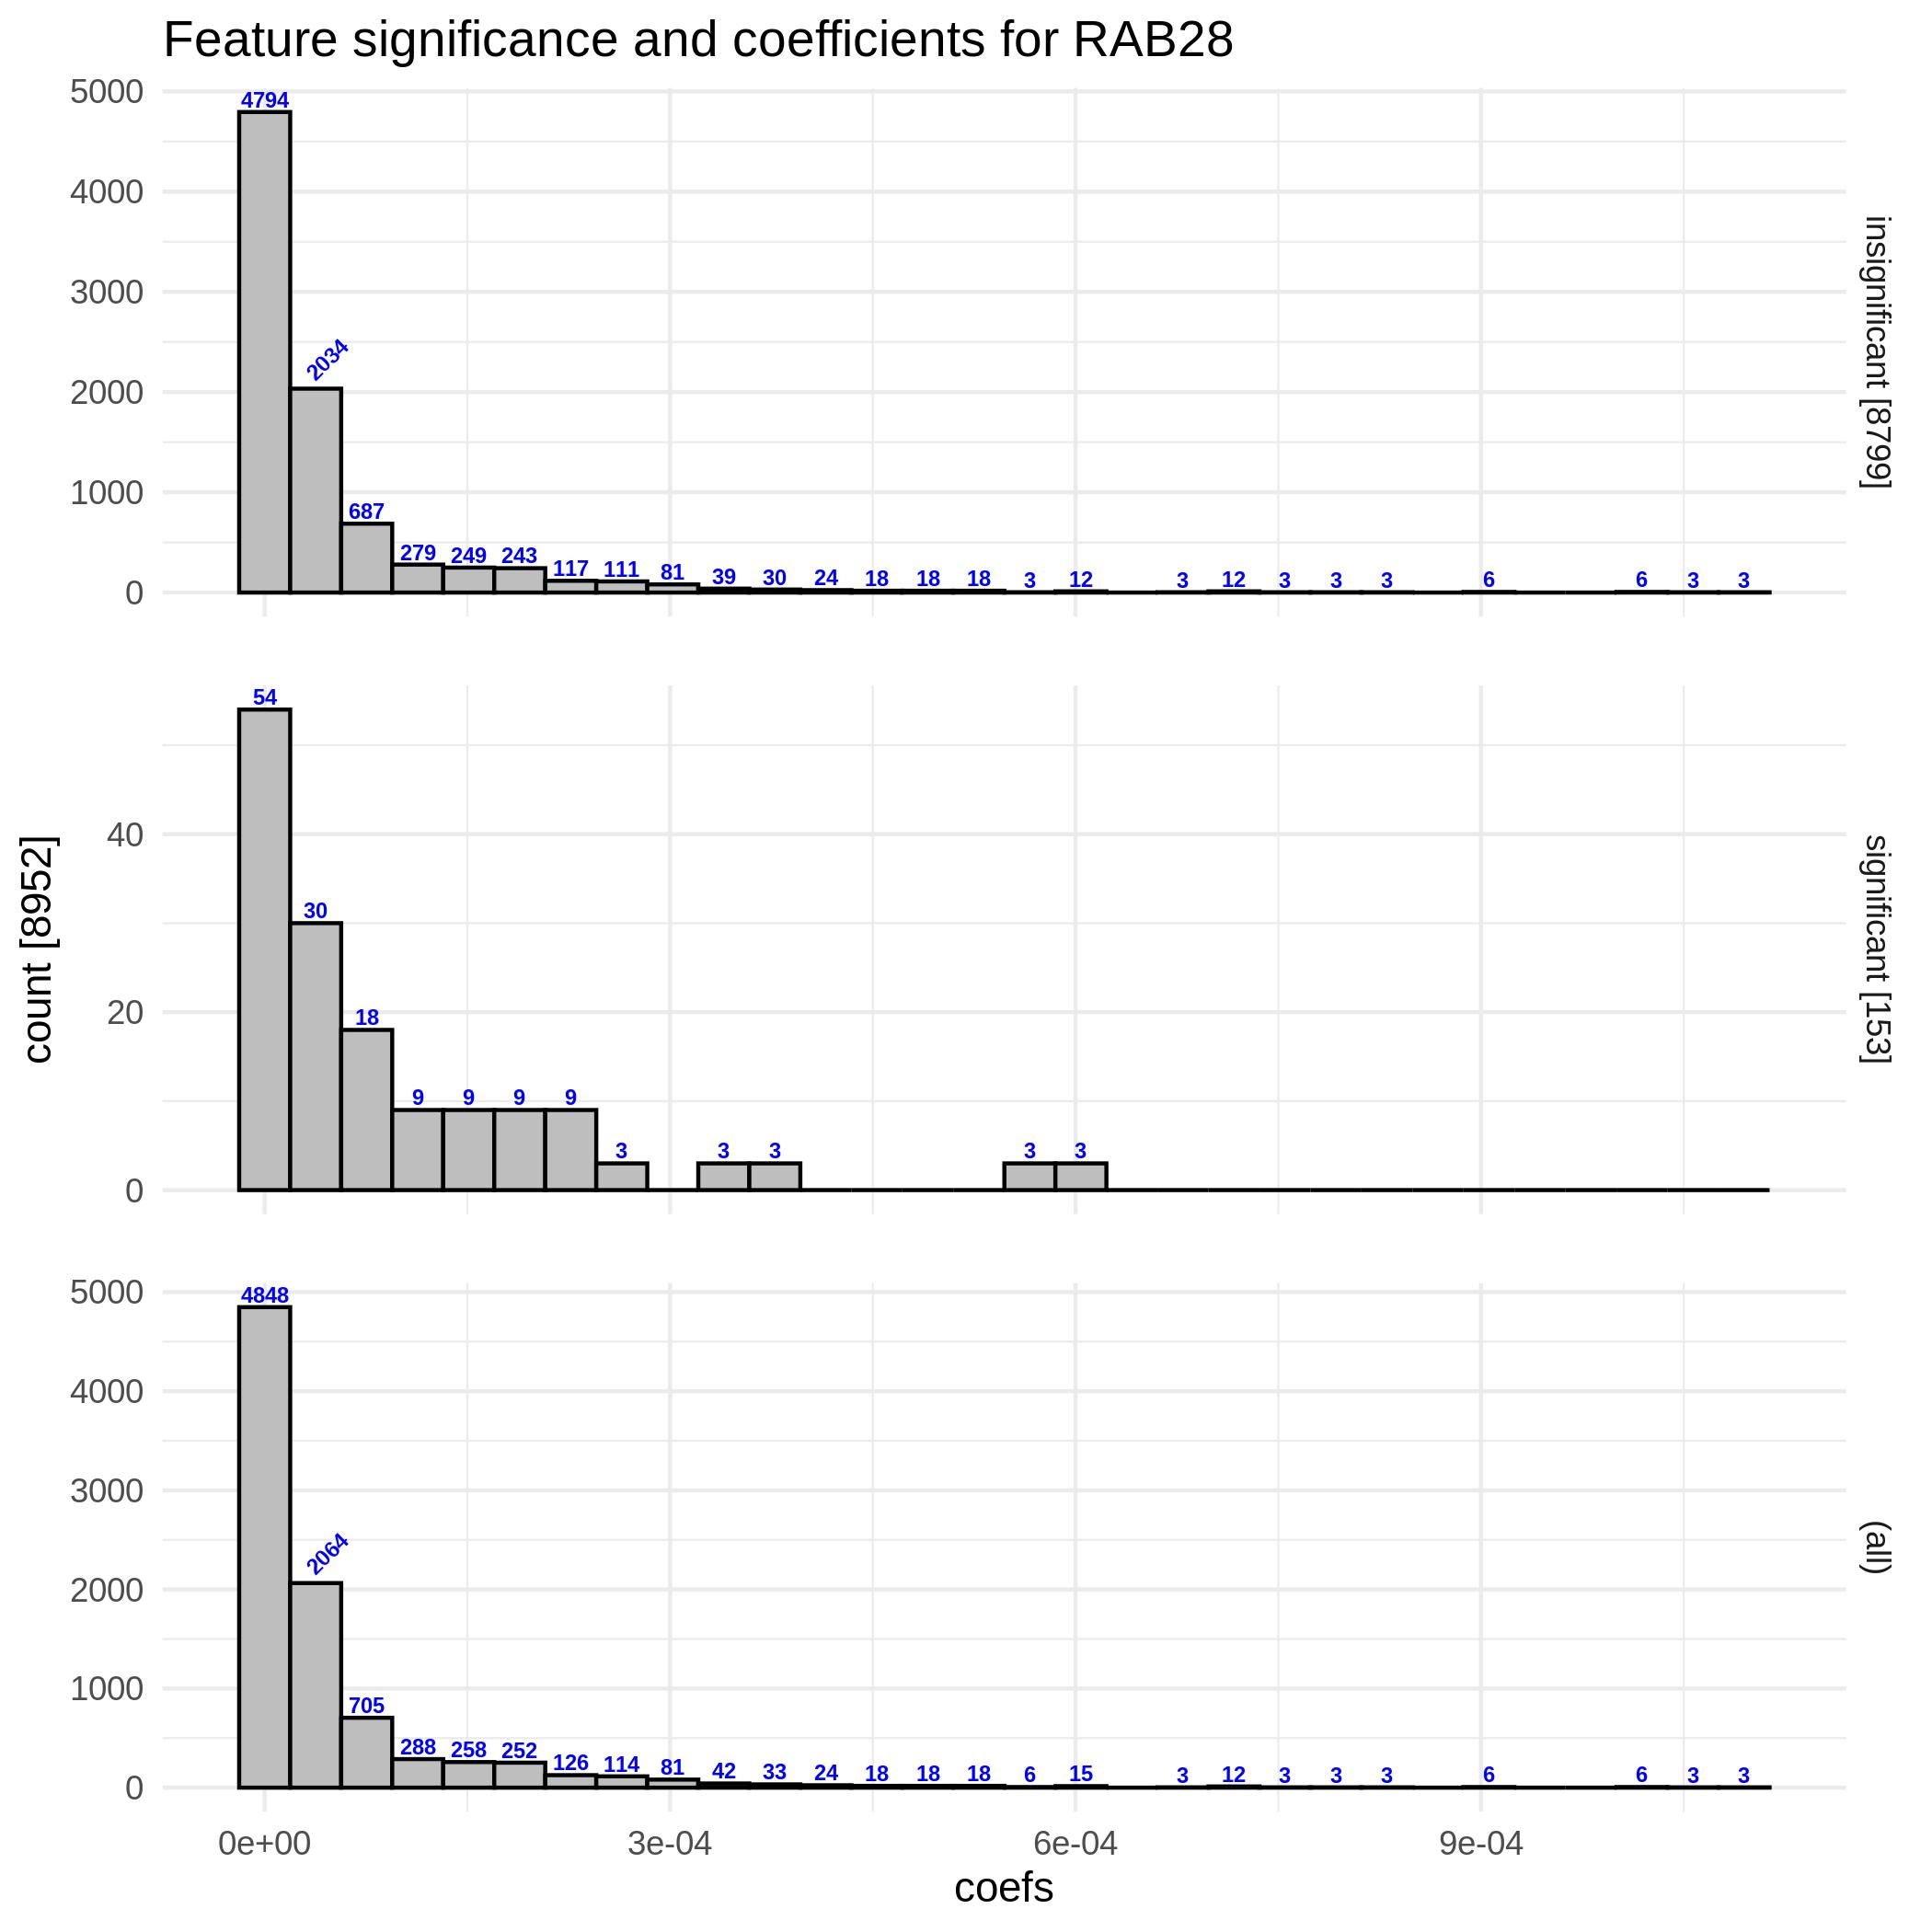 Feature significance and coefficients for RAB28
5000
4000
3000
2000
1000
0
4794
2034
687
279 249 243 117 111 81 39 30 24 18 18 18 3 12 3 12 3 3 3 6 6 3 3
insignificant [8799]
count [8952]
40
20
0
54
30
18
9 9 9 9
3 3 3 3 3
significant [153]
5000
4000
3000
2000
1000
0
4848
2064
705
288 258 252 126 114 81 42 33 24 18 18 18 6 15 3 12 3 3 3 6 6 3 3
(all)
0e+00 3e-04 6e-04 9e-04
coefs